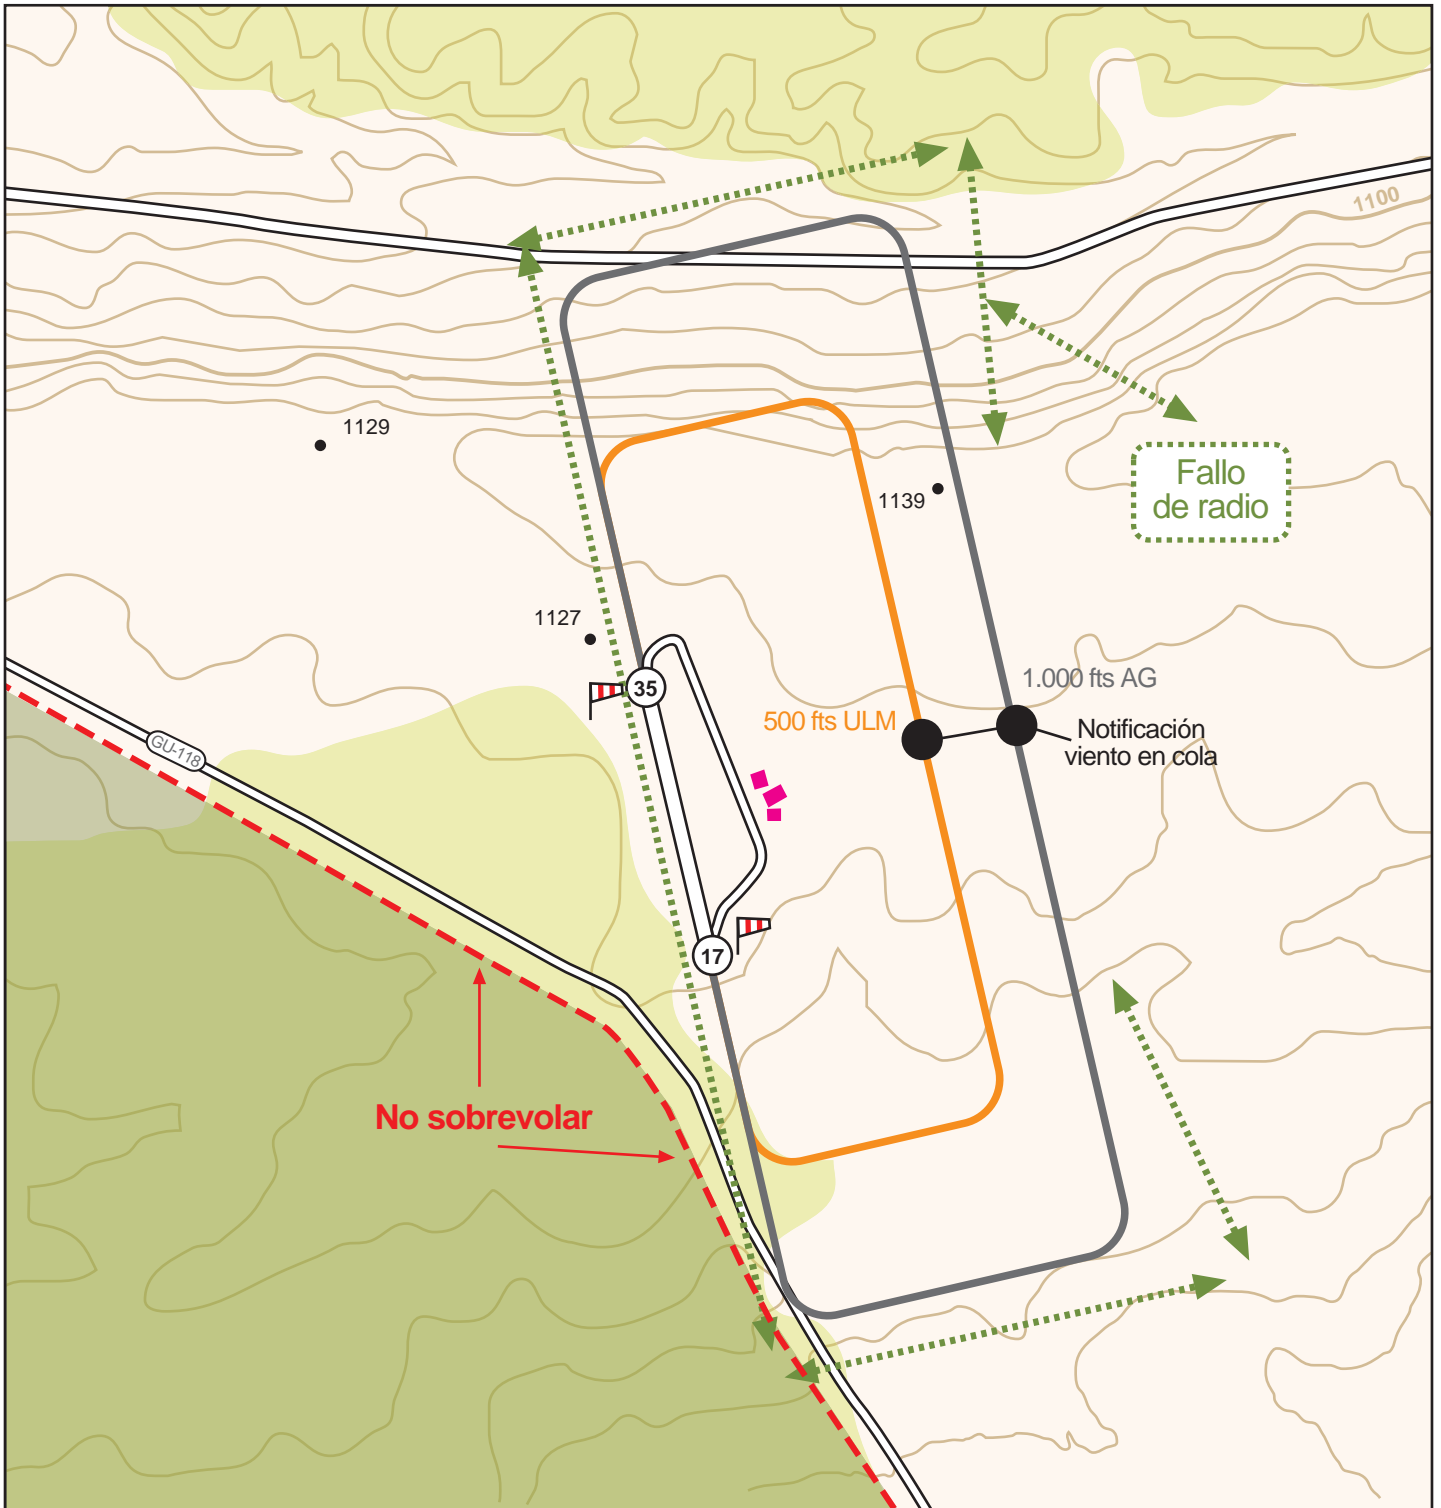 1100
1129
1139
Fallo
de radio
1127
35
1.000 fts AG
500 fts ULM
Notificación
viento en cola
GU-118
17
No sobrevolar